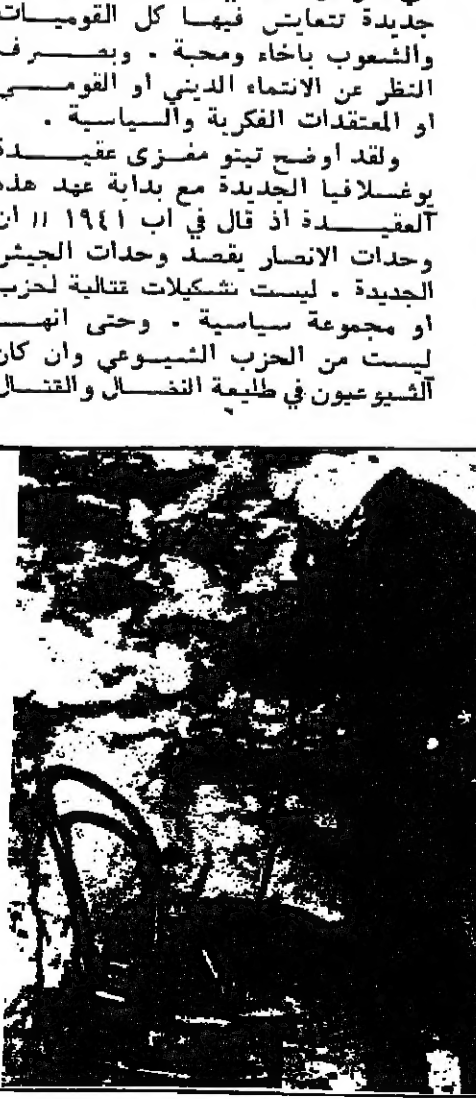 جديدة تتعايش فيها كل القوميات
والشعوب باخاء ومحبة . وبصرف
النظر عن الانتماء الديني او القومي
او المعتقدات الفكرية والسياسية .
ولقد اوضح تيتو مغزى عقيدة
يوغسلافيا الجديدة مع بداية عهد هذه
العقيدة اذ قال في اب ١٩٤١ (( ان
وحدات الانصار يقصد وحدات الجيش
الجديدة . ليست تشكيلات قتالية لحزب
او مجموعة سياسية . وحتى انها
ليست من الحزب الشيوعي وان كان
الشيوعيون في طليعة النضال والقتال